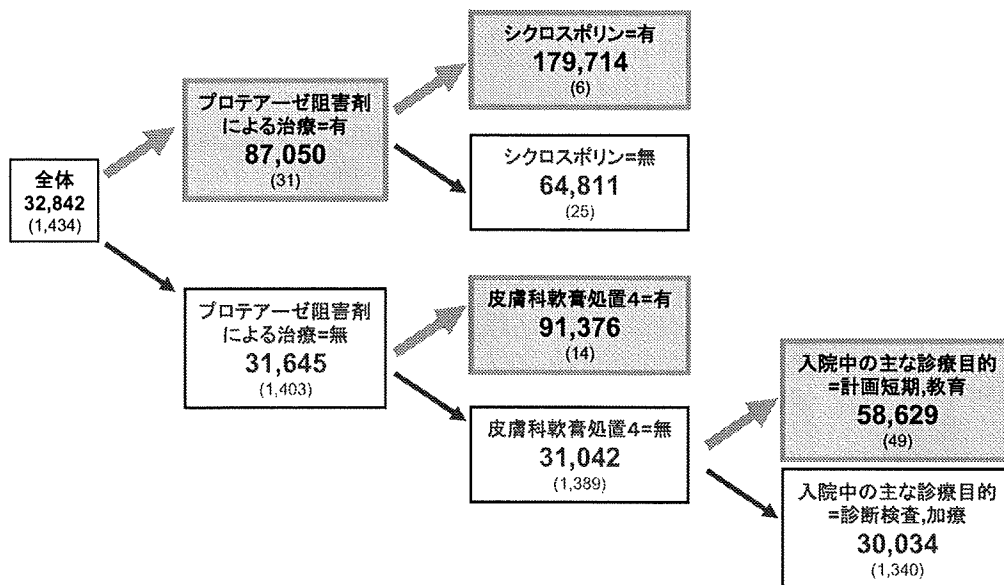 全体
32,842
(1,434)
プロテアーゼ阻害剤
による治療=有
87,050
(31)
シクロスポリン=有
179,714
(6)
シクロスポリン=無
64,811
(25)
プロテアーゼ阻害剤
による治療=無
31,645
(1,403)
皮膚科軟膏処置4=有
91,376
(14)
皮膚科軟膏処置4=無
31,042
(1,389)
入院中の主な診療目的
=計画短期,教育
58,629
(49)
入院中の主な診療目的
=診断検査,加療
30,034
(1,340)